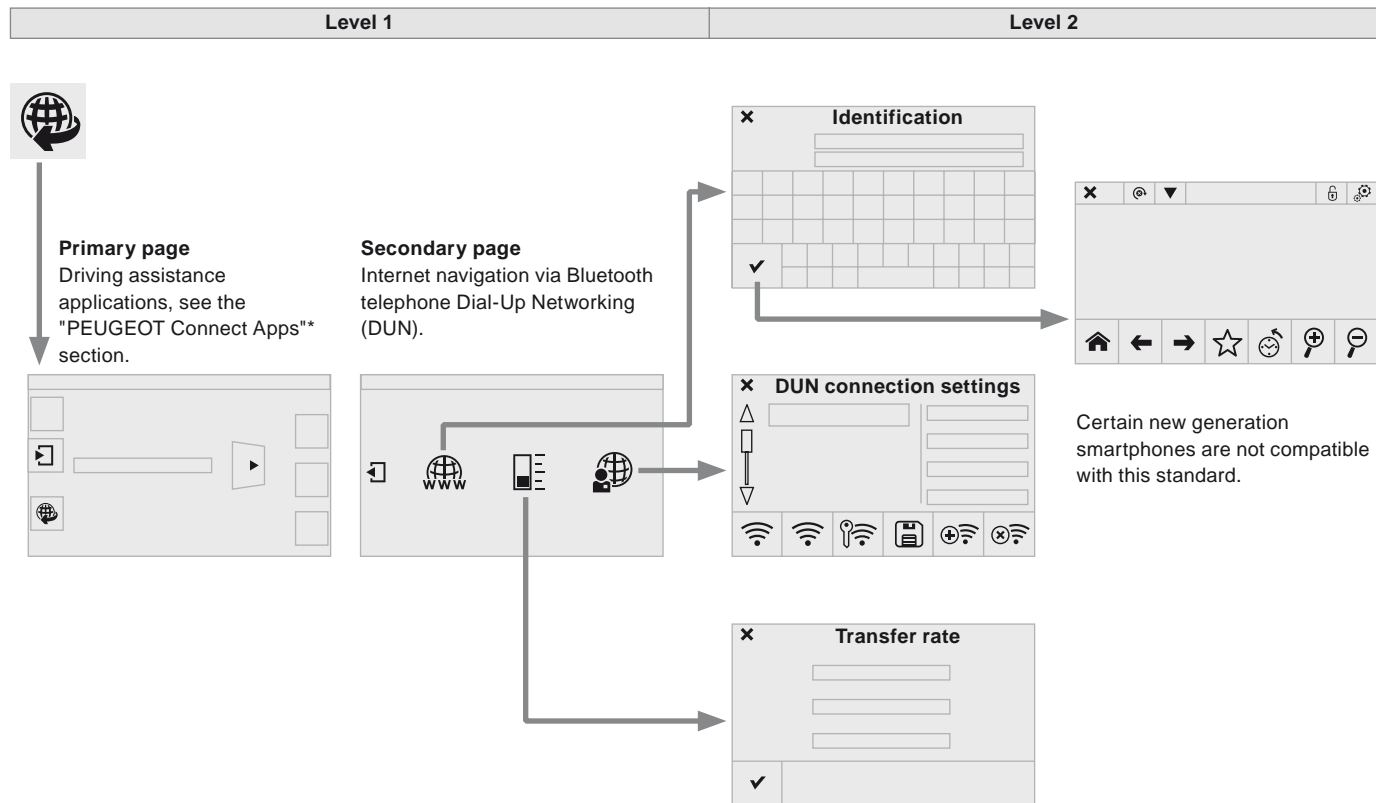 Level 1
Level 2
Primary page
Driving assistance
applications, see the
"PEUGEOT Connect Apps"*
section.
Secondary page
Internet navigation via Bluetooth
telephone Dial-Up Networking
(DUN).
WWW
Identification
DUN connection settings
Certain new generation
smartphones are not compatible
with this standard.
Transfer rate